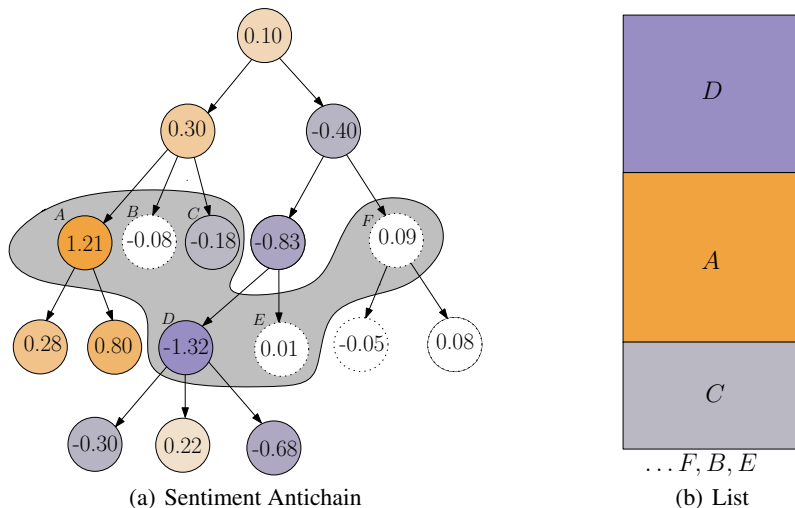 0.10
0.30
-0.40
A
B
C
F
1.21
-0.08
-0.18
-0.83
0.09
D
E
0.28
0.80
-1.32
0.01
-0.05
0.08
-0.30
0.22
-0.68
(a) Sentiment Antichain
D
A
C
... F, B, E
(b) List